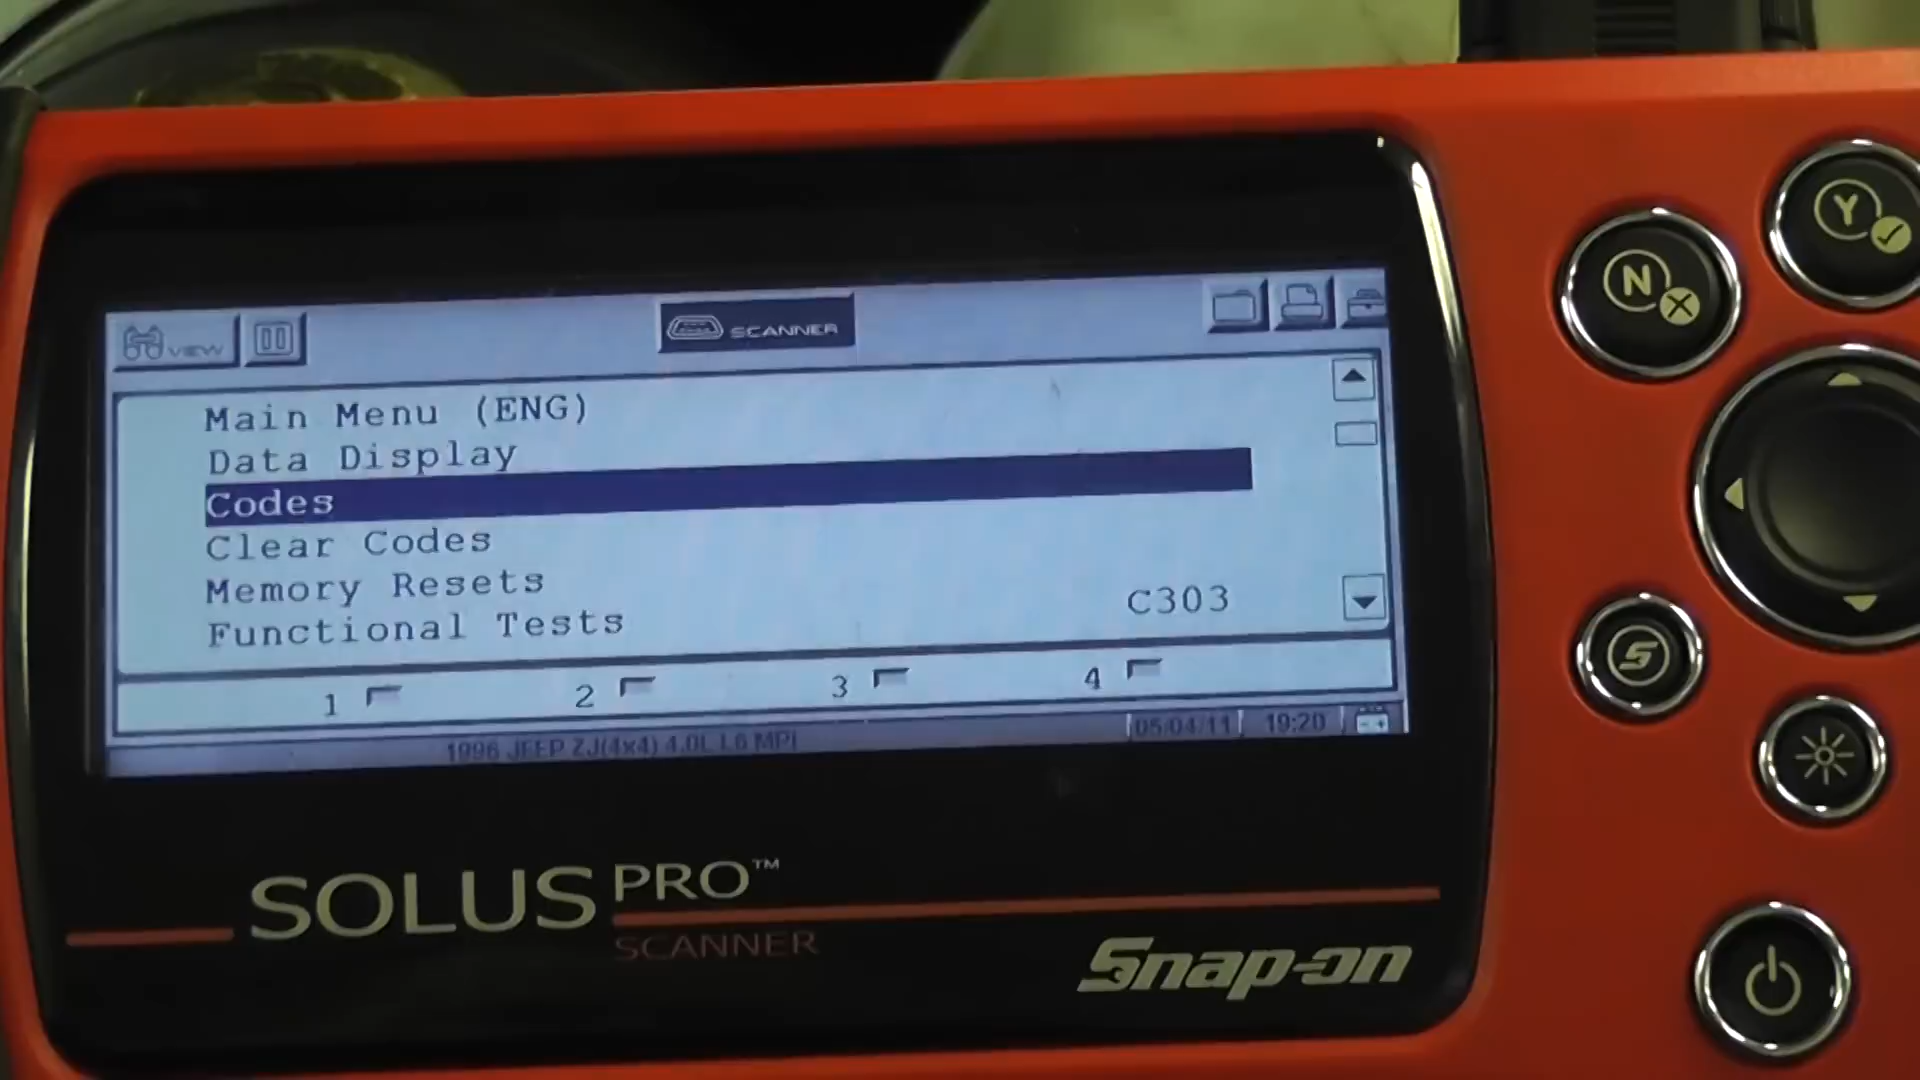 VIEW
SCANNER
Main Menu (ENG)
Data Display
Codes
Clear Codes
Memory Resets
Functional Tests
C303
1 2 3 4
1996 JEEP ZJ(4x4) 4.0L L6 MPI
05/04/11 19:20
SOLUS PRO™
SCANNER
Snap-on
N
Y
S